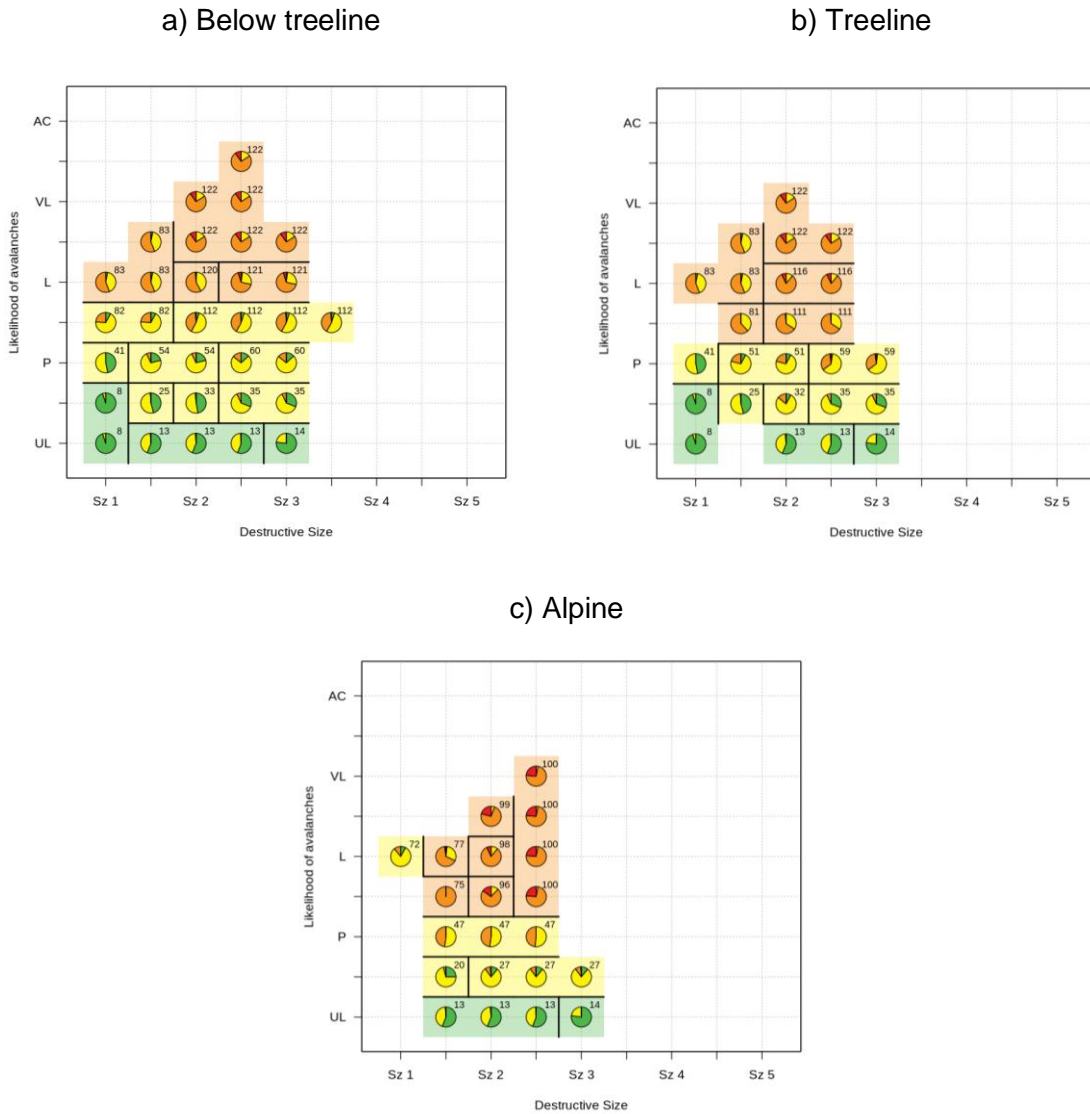 a) Below treeline
b) Treeline
AC
122
VL 122 122
83 122 122 122
L 83 83 120 121 121
82 82 112 112 112 112
P 41 54 54 60 60
8 25 33 35 35
UL 8 13 13 13 14
Likelihood of avalanches
Sz 1 Sz 2 Sz 3 Sz 4 Sz 5
Destructive Size
AC
VL 122
83 122 122
L 83 83 116 116
81 111 111
P 41 51 51 59 59
8 25 32 35 35
UL 8 13 13 14
Likelihood of avalanches
Sz 1 Sz 2 Sz 3 Sz 4 Sz 5
Destructive Size
c) Alpine
AC
VL 100
99 100
L 72 77 98 100
75 96 100
P 47 47 47
20 27 27 27
UL 13 13 13 14
Likelihood of avalanches
Sz 1 Sz 2 Sz 3 Sz 4 Sz 5
Destructive Size